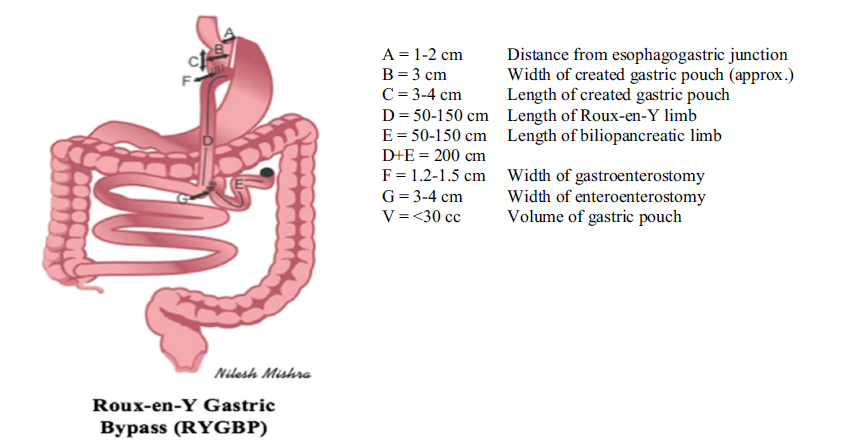 A
B
C
F
D
E
G
Nilesh Mishra
Roux-en-Y Gastric
Bypass (RYGBP)
A = 1-2 cm Distance from esophagogastric junction
B = 3 cm Width of created gastric pouch (approx.)
C = 3-4 cm Length of created gastric pouch
D = 50-150 cm Length of Roux-en-Y limb
E = 50-150 cm Length of biliopancreatic limb
D+E = 200 cm
F = 1.2-1.5 cm Width of gastroenterostomy
G = 3-4 cm Width of enteroenterostomy
V = <30 cc Volume of gastric pouch